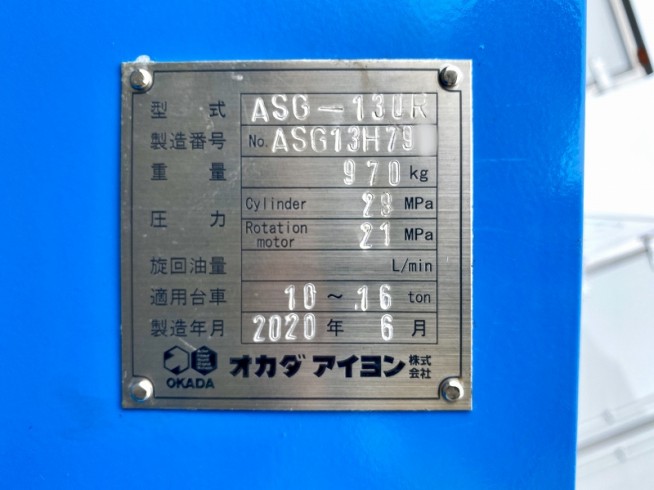 型式 ASG-130R
製造番号 No. ASG13H79
重量 970 kg
圧力 Cylinder 28 MPa
Rotation motor 21 MPa
旋回油量 L/min
適用台車 10 ~ 16 ton
製造年月 2020 年 6 月
OKADA オカダ アイヨン 株式会社